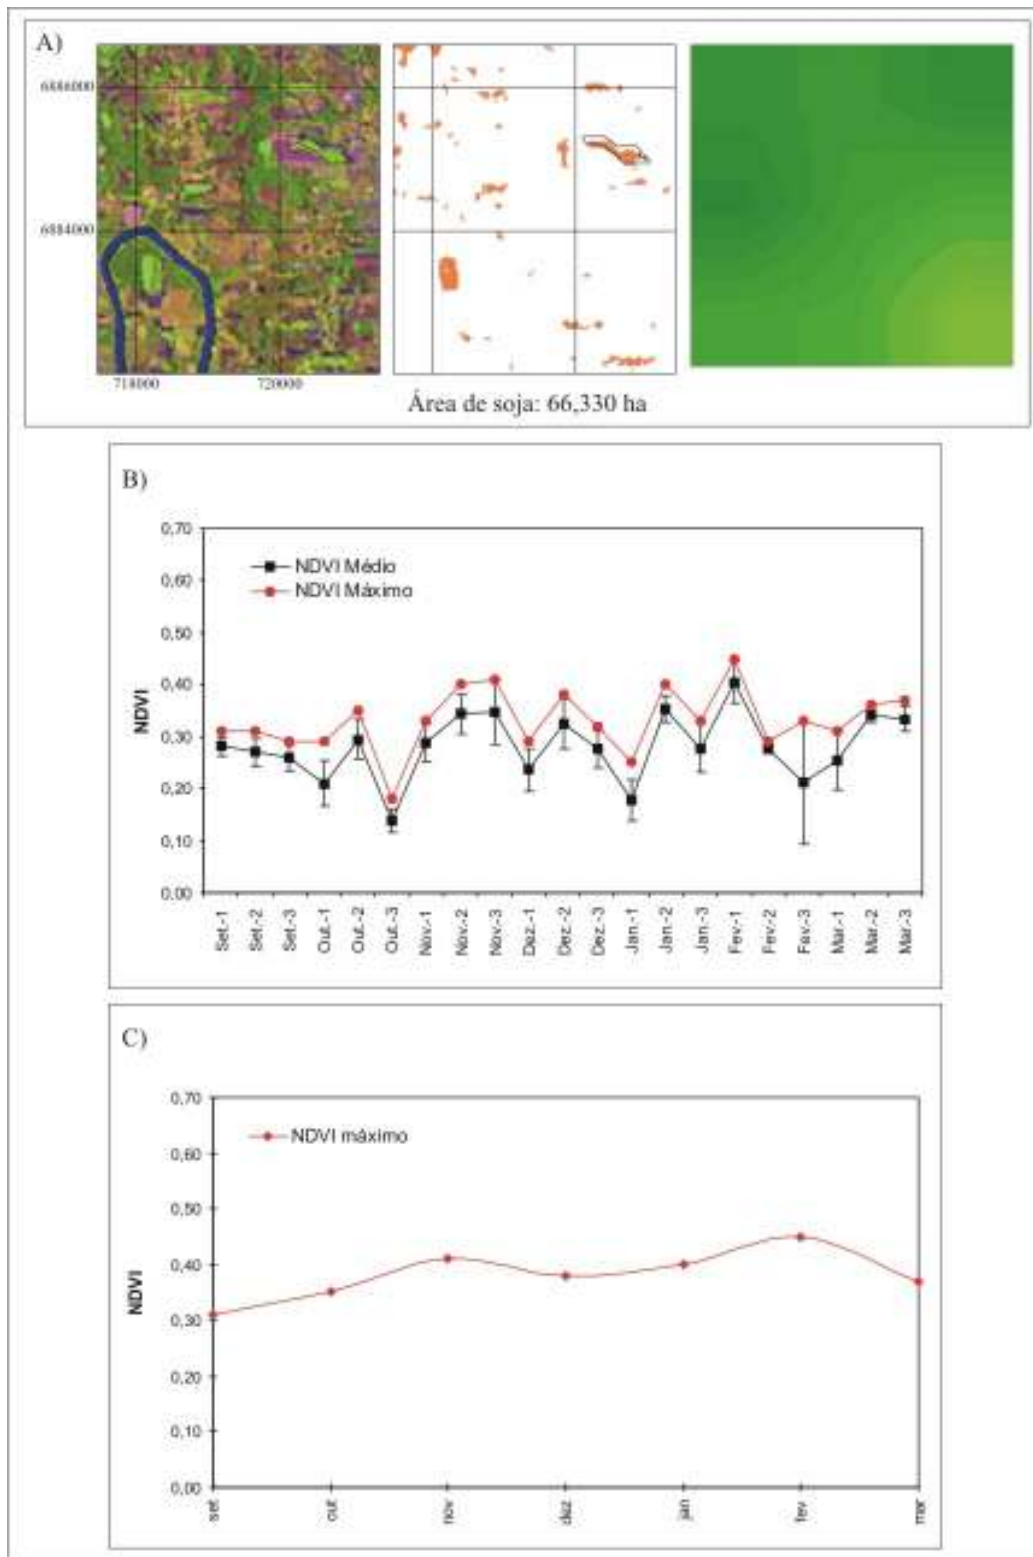 A)
6886000
6884000
718000
720000
Área de soja: 66,330 ha
B)
0,70
0,60
0,50
0,40
0,30
0,20
0,10
0,00
NDVI
NDVI Médio
NDVI Máximo
Set.-1
Set.-2
Set.-3
Out.-1
Out.-2
Out.-3
Nov.-1
Nov.-2
Nov.-3
Dez.-1
Dez.-2
Dez.-3
Jan.-1
Jan.-2
Jan.-3
Fev.-1
Fev.-2
Fev.-3
Mar.-1
Mar.-2
Mar.-3
C)
0,70
0,60
0,50
0,40
0,30
0,20
0,10
0,00
NDVI
NDVI máximo
set
out
nov
dez
jan
fev
mar